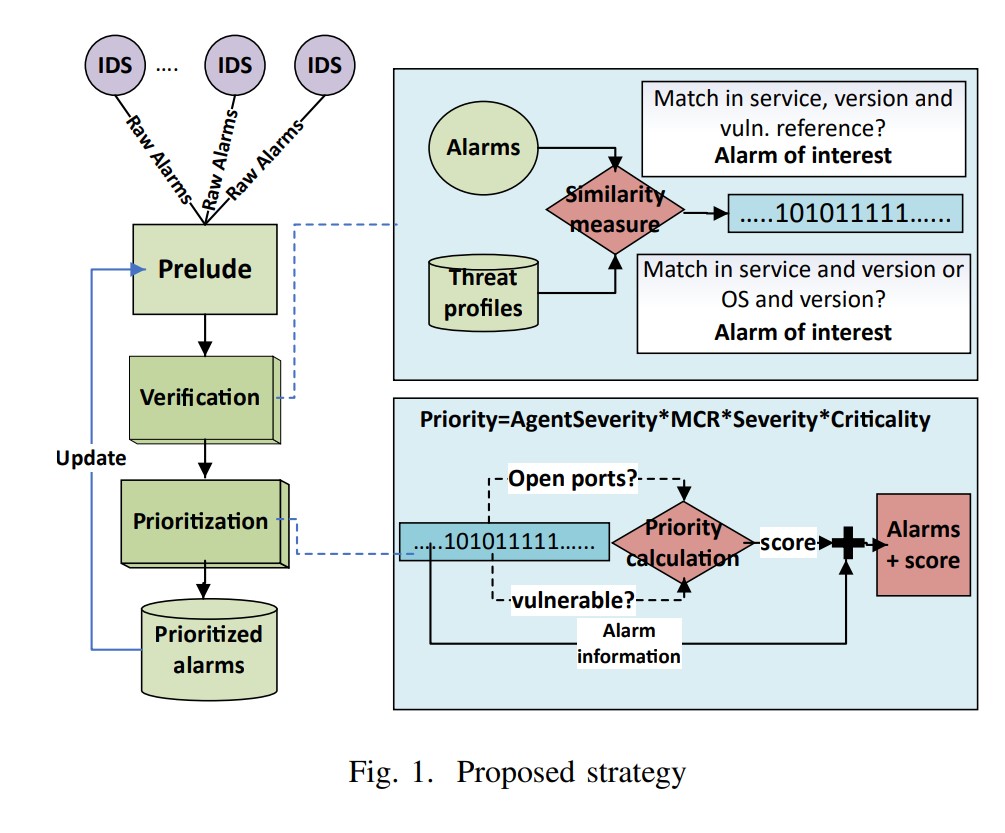 IDS .... IDS IDS
Raw Alarms
Raw Alarms
Raw Alarms
Prelude
Verification
Update
Prioritization
Prioritized
alarms
Alarms
Threat
profiles
Similarity
measure
Match in service, version and
vuln. reference?
Alarm of interest
.....101011111.....
Match in service and version or
OS and version?
Alarm of interest
Priority=AgentSeverity*MCR*Severity*Criticality
Open ports?
.....101011111......
vulnerable?
Priority
calculation
score
Alarm
information
Alarms
+ score
Fig. 1. Proposed strategy